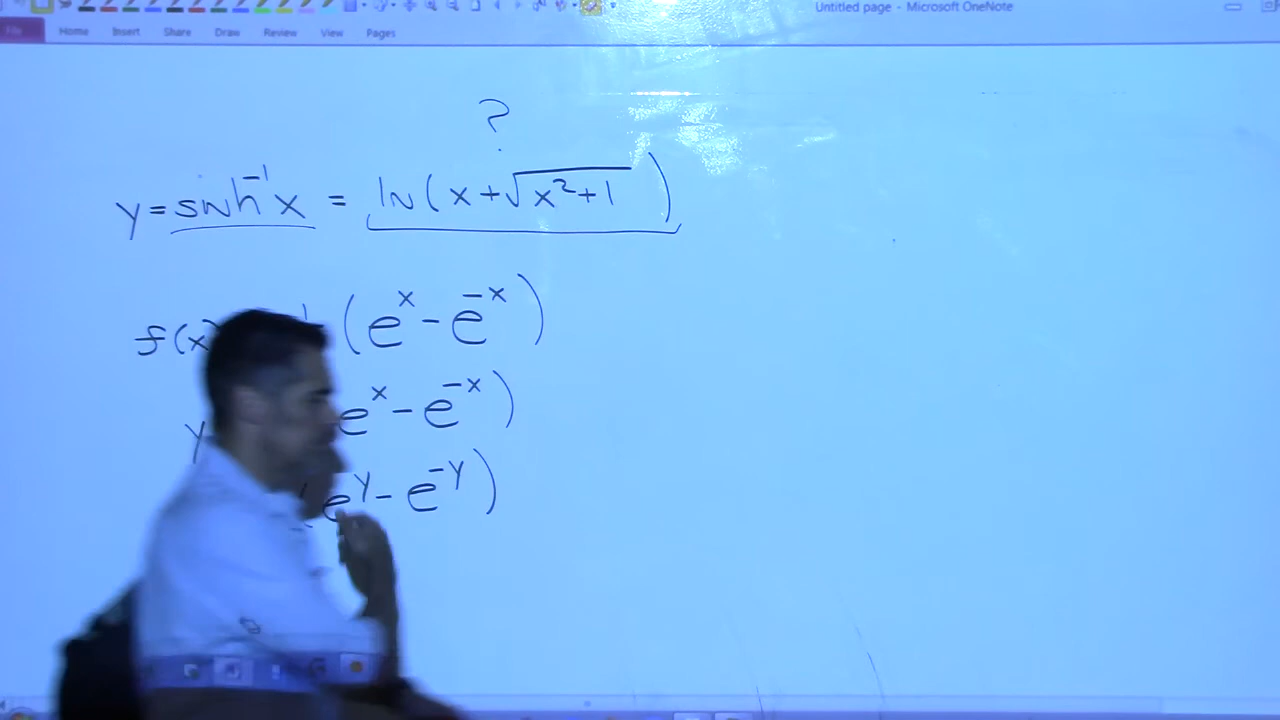 Untitled page - Microsoft OneNote
File Home Insert Share Draw Review View Pages
?
y = sinh⁻¹ x = ln( x + √(x²+1) )
f(x) (eˣ - e⁻ˣ)
y eˣ - e⁻ˣ)
( eʸ - e⁻ʸ)